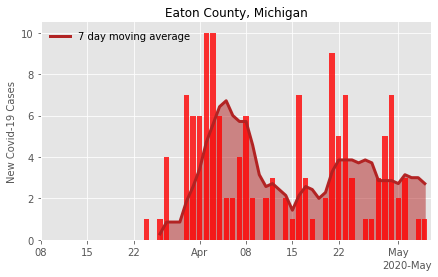 Eaton County, Michigan
7 day moving average
New Covid-19 Cases
10
8
6
4
2
0
08 15 22 Apr 08 15 22 May
2020-May